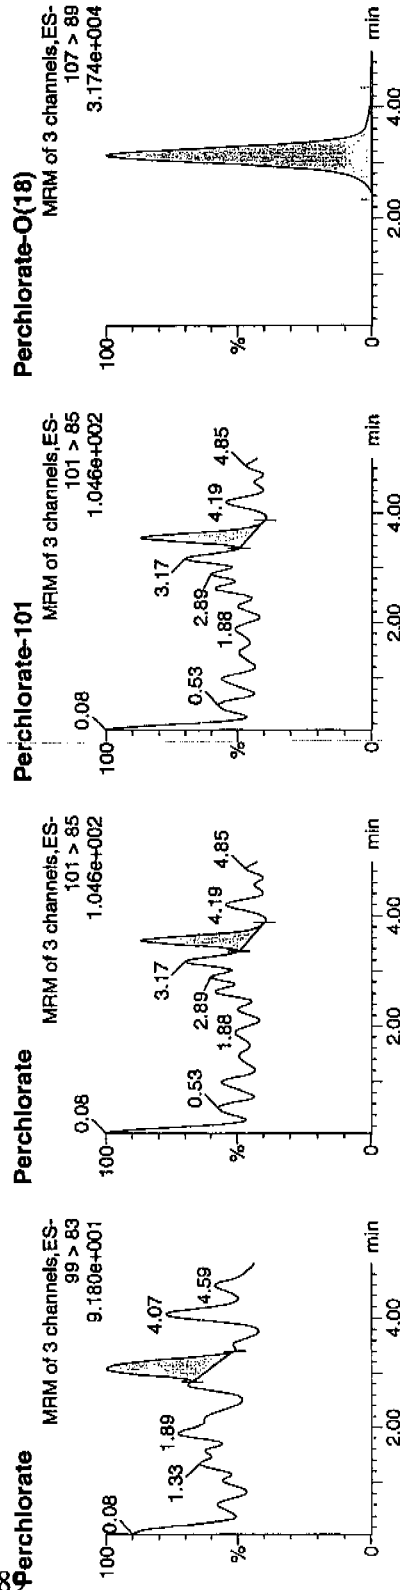 Perchlorate
MRM of 3 channels,ES-
99 > 83
9.180e+001
100
0.08
1.33
1.89
4.07
4.59
%
0
2.00
4.00
min
Perchlorate
MRM of 3 channels,ES-
101 > 85
1.046e+002
100
0.08
0.53
1.88
2.89
3.17
4.19
4.85
%
0
2.00
4.00
min
Perchlorate-101
MRM of 3 channels,ES-
101 > 85
1.046e+002
100
0.08
0.53
1.88
2.89
3.17
4.19
4.85
%
0
2.00
4.00
min
Perchlorate-O(18)
MRM of 3 channels,ES-
107 > 89
3.174e+004
100
%
0
2.00
4.00
min